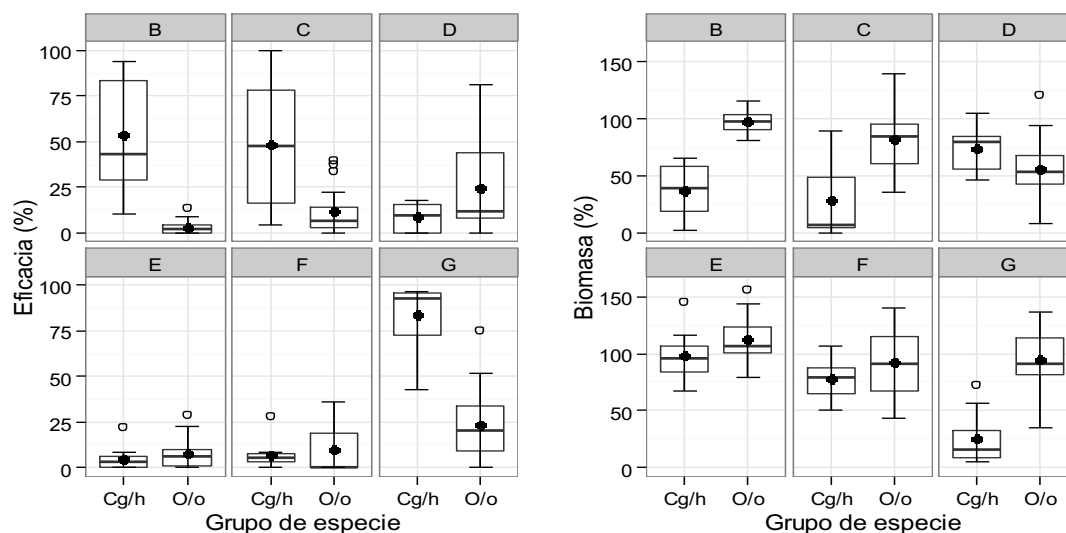 B C D
Eficacia (%)
100
75
50
25
0
E F G
75
50
25
0
Cg/h O/o Cg/h O/o Cg/h O/o
Grupo de especie
B C D
Biomasa (%)
150
100
50
0
E F G
150
100
50
0
Cg/h O/o Cg/h O/o Cg/h O/o
Grupo de especie